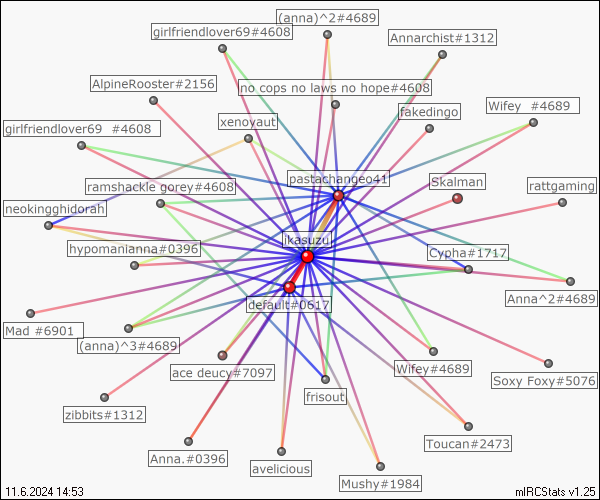 (anna)^2#4689
girlfriendlover69#4608
Annarchist#1312
AlpineRooster#2156
no cops no laws no hope#4608
Wifey #4689
fakedingo
xenovaut
girlfriendlover69 #4608
pastachangeo41
Skalman
ramshackle gorey#4608
rattgaming
neokingghidorah
ikasuzu
hypomanianna#0396
Cypha#1717
Anna^2#4689
default#0617
Mad #6901
(anna)^3#4689
Wifey#4689
ace deucy#7097
Soxy Foxy#5076
frisout
zibbits#1312
Toucan#2473
Anna.#0396
avelicious
Mushy#1984
11.6.2024 14:53
mIRCStats v1.25